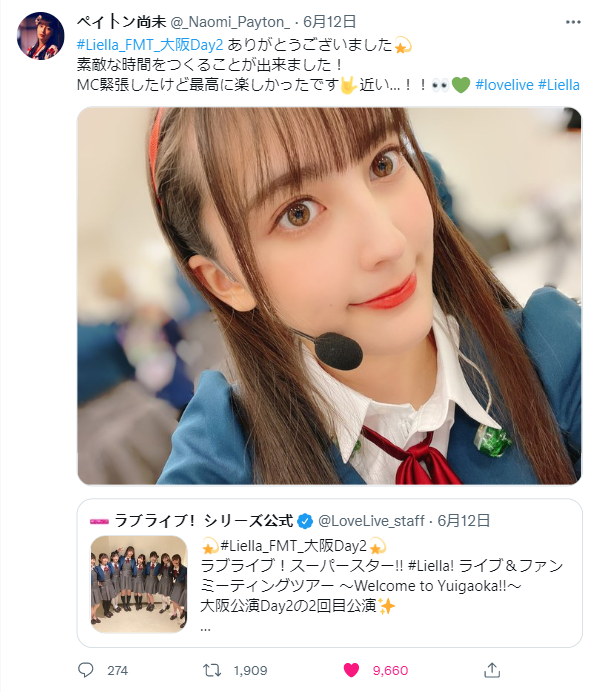 ペイトン尚未 @_Naomi_Payton_ · 6月12日
#Liella_FMT_大阪Day2 ありがとうございました💫
素敵な時間をつくることが出来ました！
MC緊張したけど最高に楽しかったです🤟近い…！！👀💚 #lovelive #Liella
ラブライブ！シリーズ公式 @LoveLive_staff · 6月12日
💫#Liella_FMT_大阪Day2💫
ラブライブ！スーパースター!! #Liella! ライブ＆ファン
ミーティングツアー ～Welcome to Yuigaoka!!～
大阪公演Day2の2回目公演✨
...
274 1,909 9,660